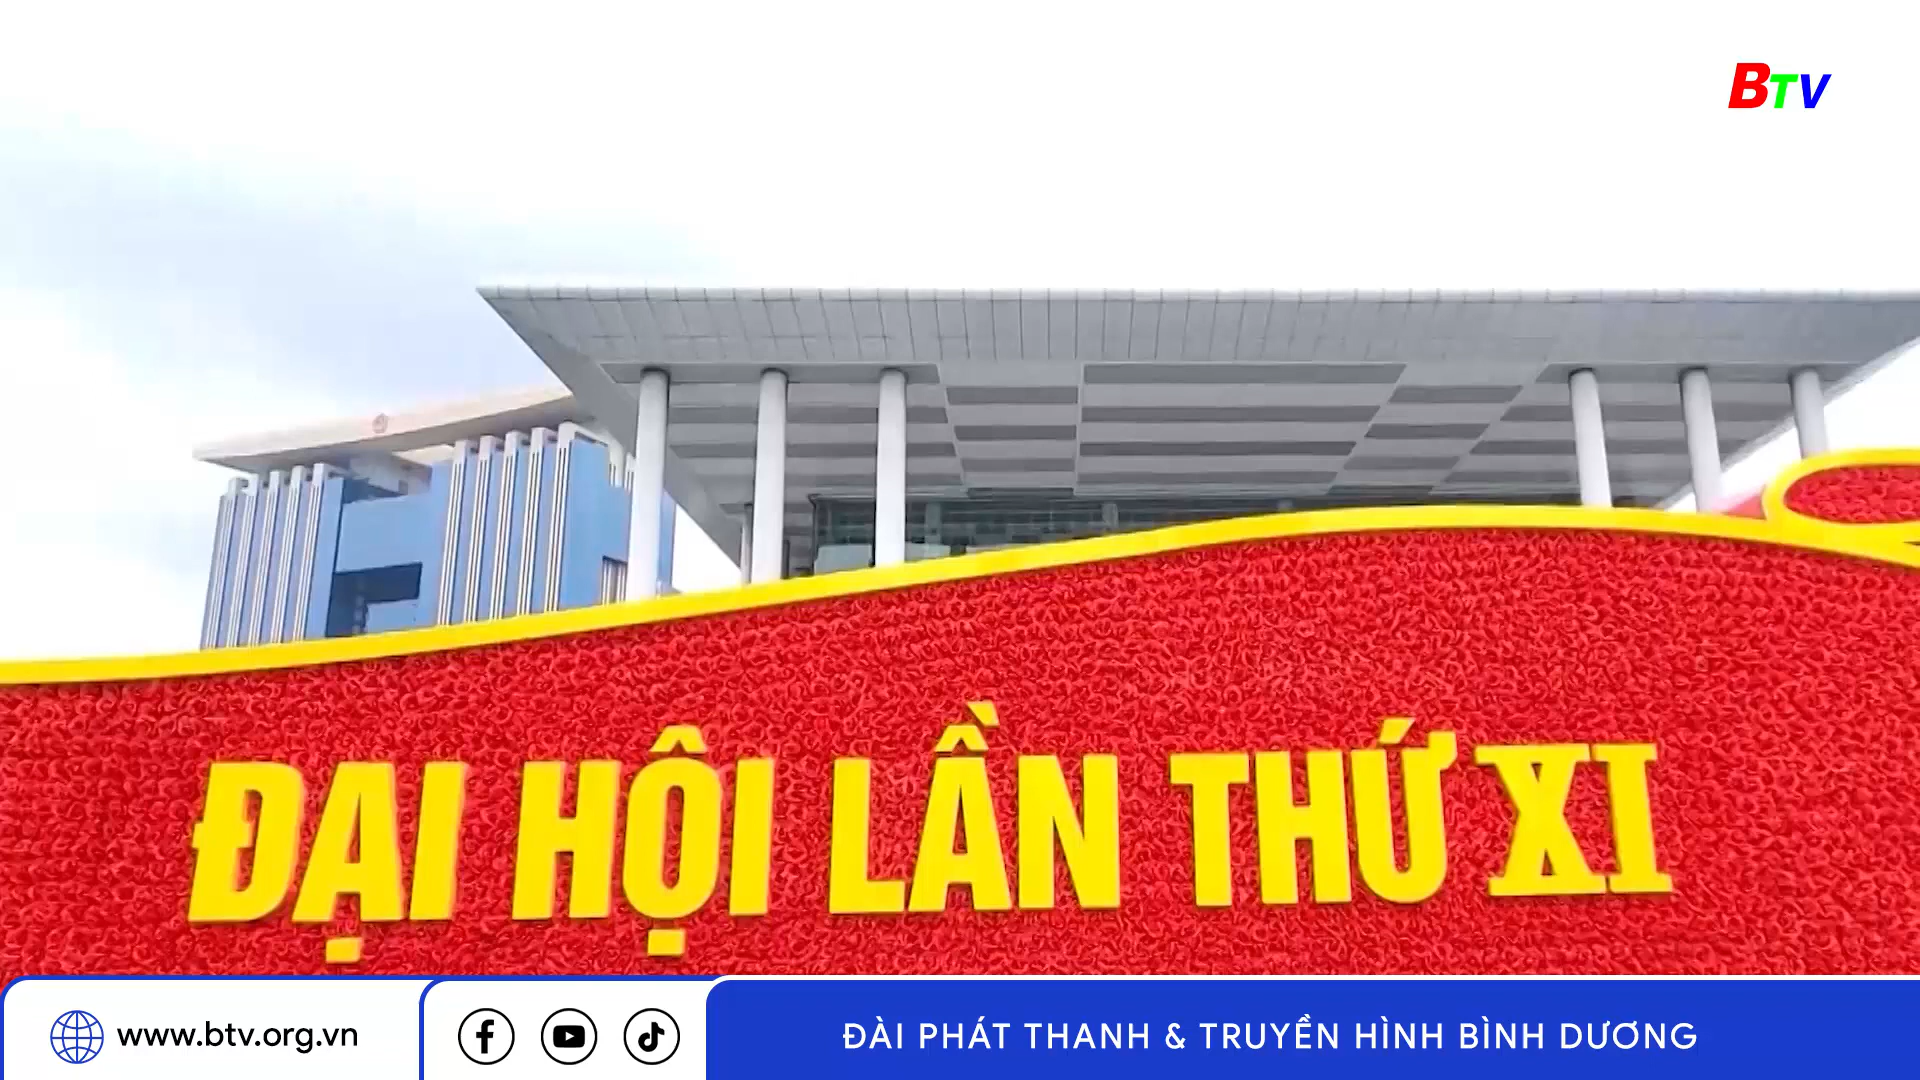 BTV
ĐẠI HỘI LẦN THỨ XI
www.btv.org.vn
ĐÀI PHÁT THANH & TRUYỀN HÌNH BÌNH DƯƠNG